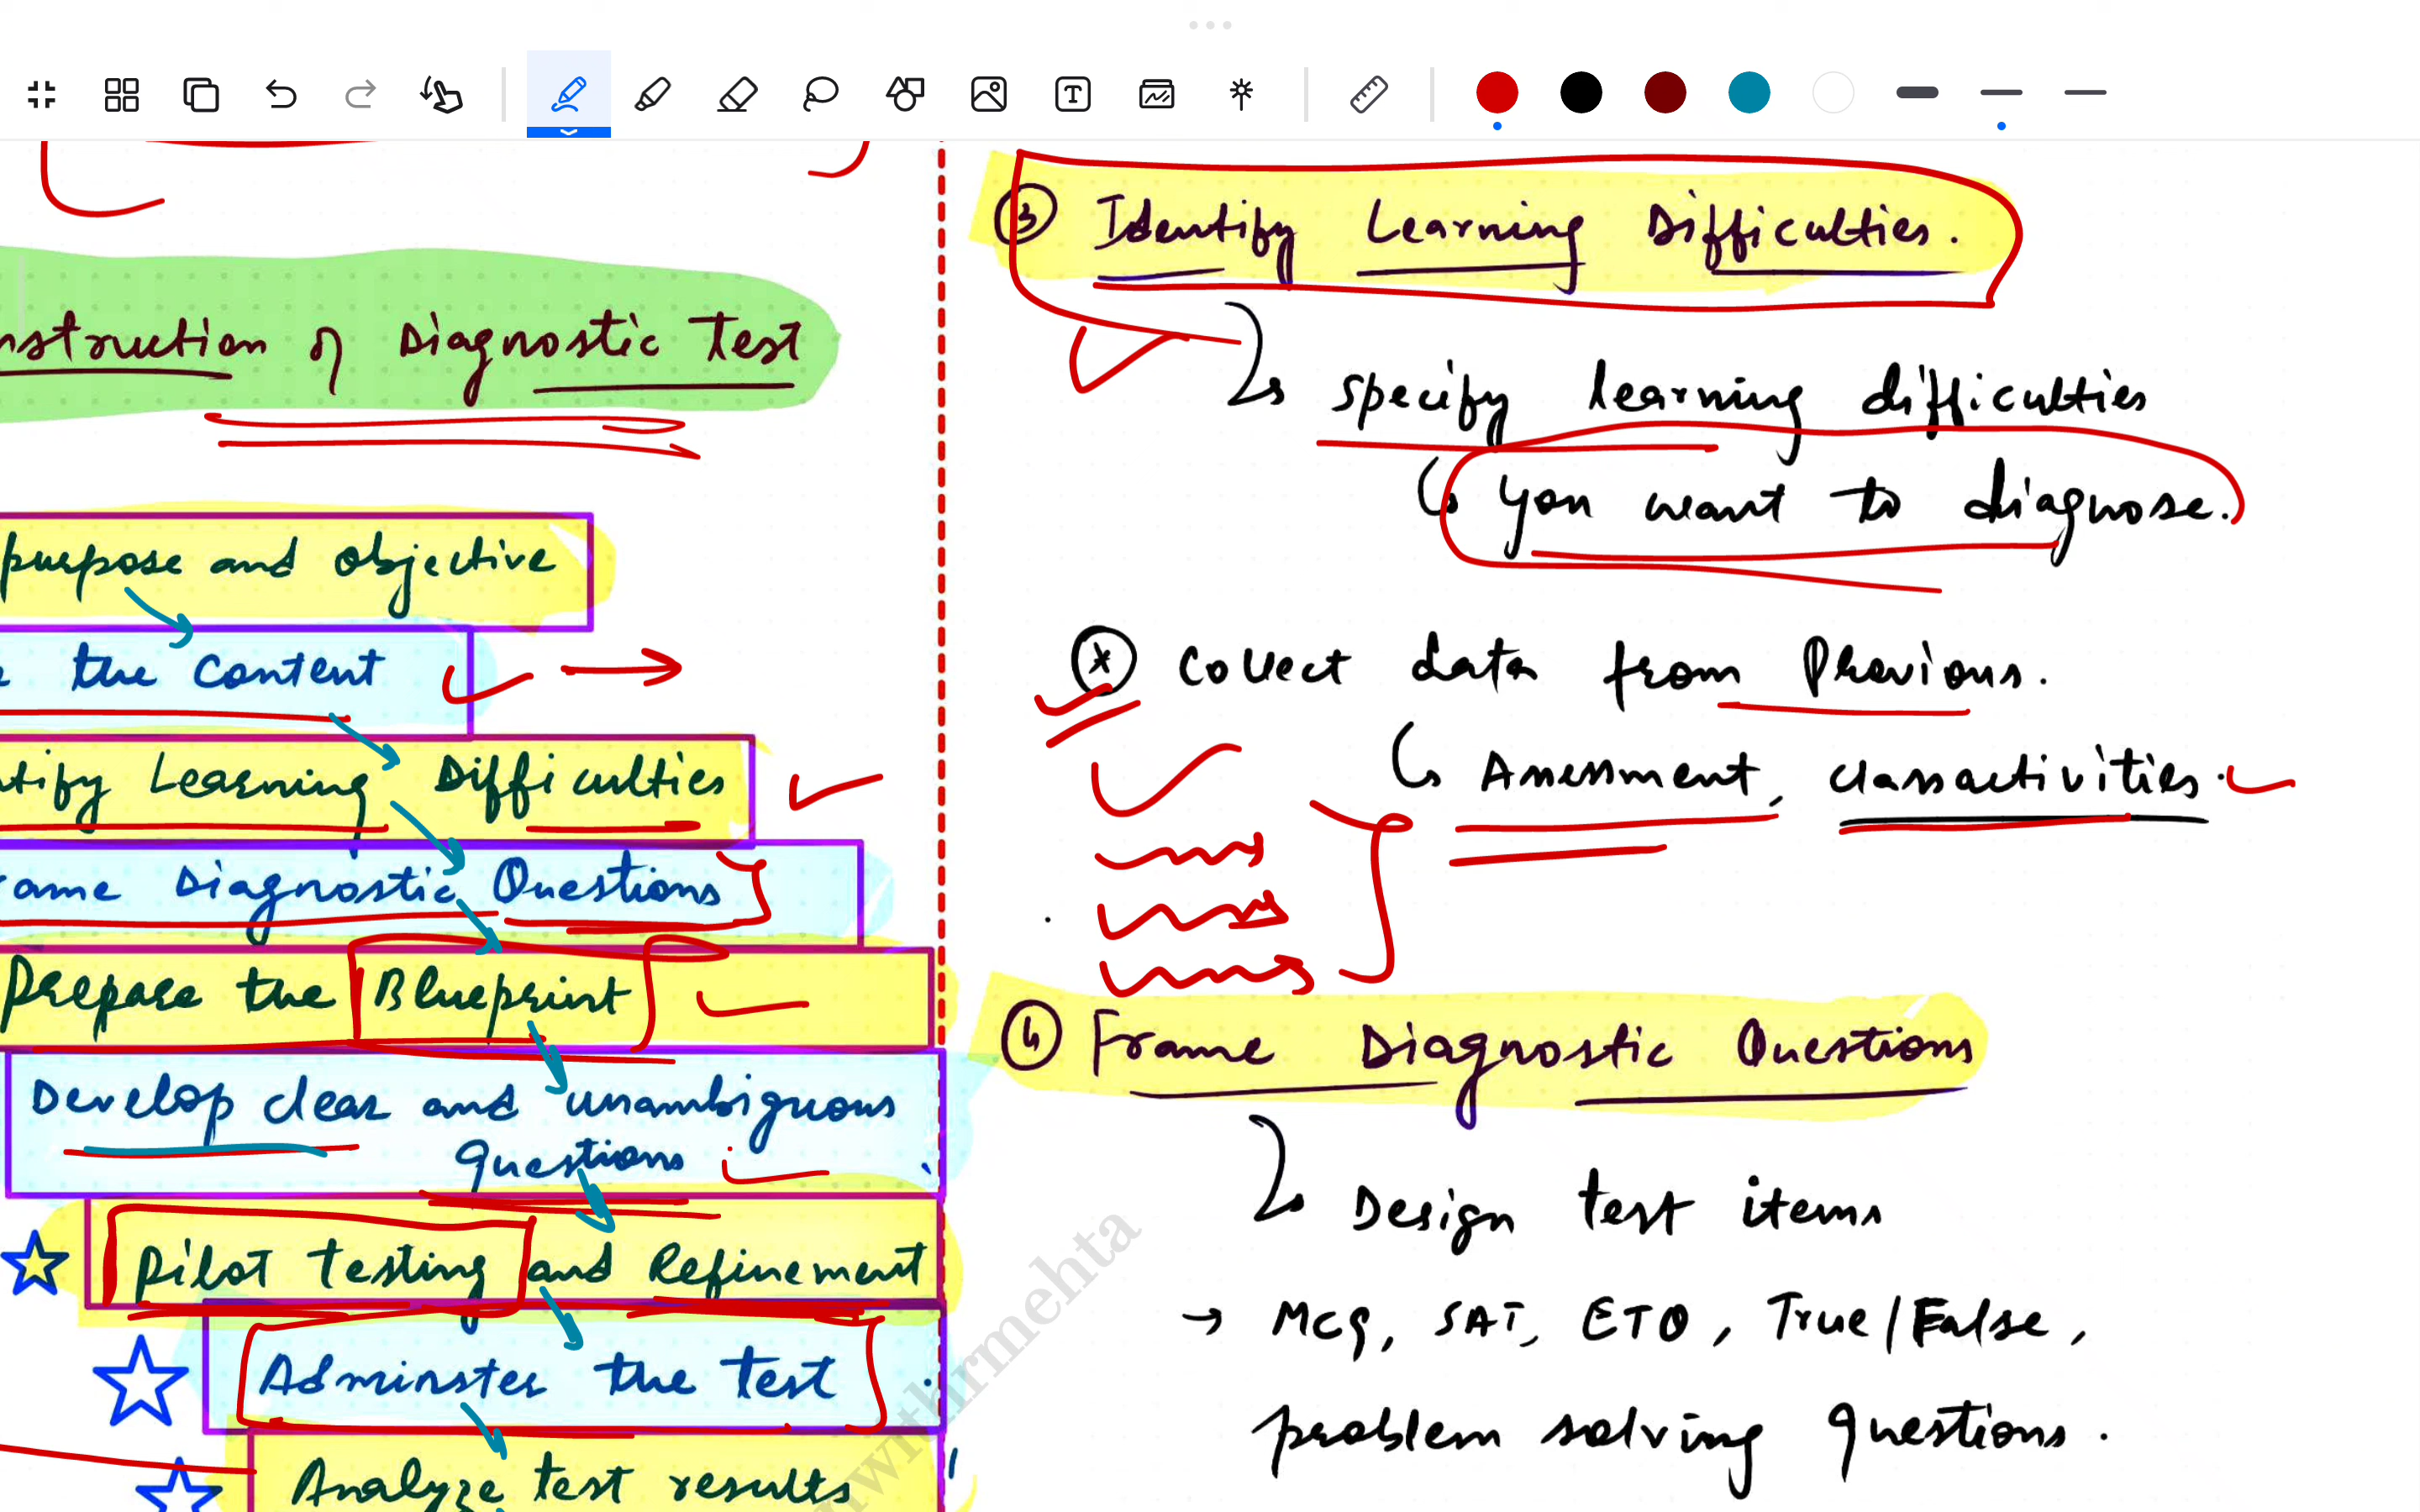 nstruction of Diagnostic Test
purpose and objective
the Content
tify Learning Difficulties
ame Diagnostic Questions
Prepare the Blueprint
Develop clear and unambiguous
questions
Pilot testing and Refinement
Adminster the test
Analyze test results
③ Identify Learning Difficulties.
specify learning difficulties
you want to diagnose.
Collect data from Previous.
Assessment, classactivities.
④ Frame Diagnostic Questions
Design test items
→ MCQ, SAT, ETQ, True/False,
problem solving questions.
nwithrmehta